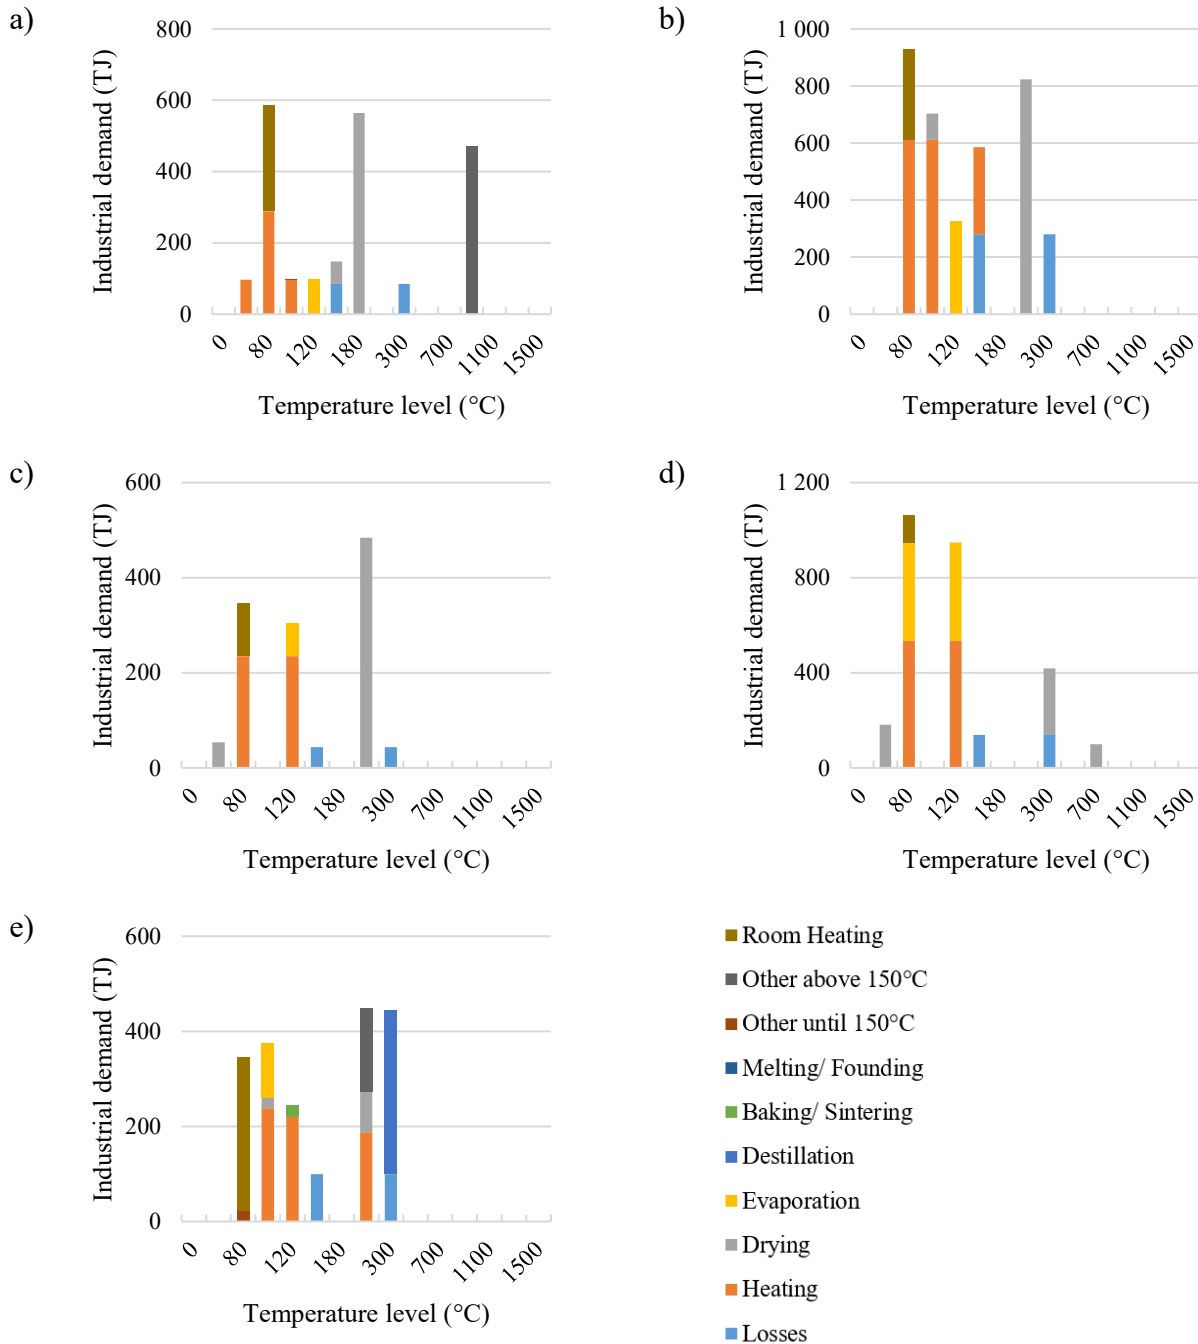 a)
800
600
400
200
0
Industrial demand (TJ)
0 80 120 180 300 700 1100 1500
Temperature level (°C)
b)
1 000
800
600
400
200
0
Industrial demand (TJ)
0 80 120 180 300 700 1100 1500
Temperature level (°C)
c)
600
400
200
0
Industrial demand (TJ)
0 80 120 180 300 700 1100 1500
Temperature level (°C)
d)
1 200
800
400
0
Industrial demand (TJ)
0 80 120 180 300 700 1100 1500
Temperature level (°C)
e)
600
400
200
0
Industrial demand (TJ)
0 80 120 180 300 700 1100 1500
Temperature level (°C)
Room Heating
Other above 150°C
Other until 150°C
Melting/ Founding
Baking/ Sintering
Destillation
Evaporation
Drying
Heating
Losses